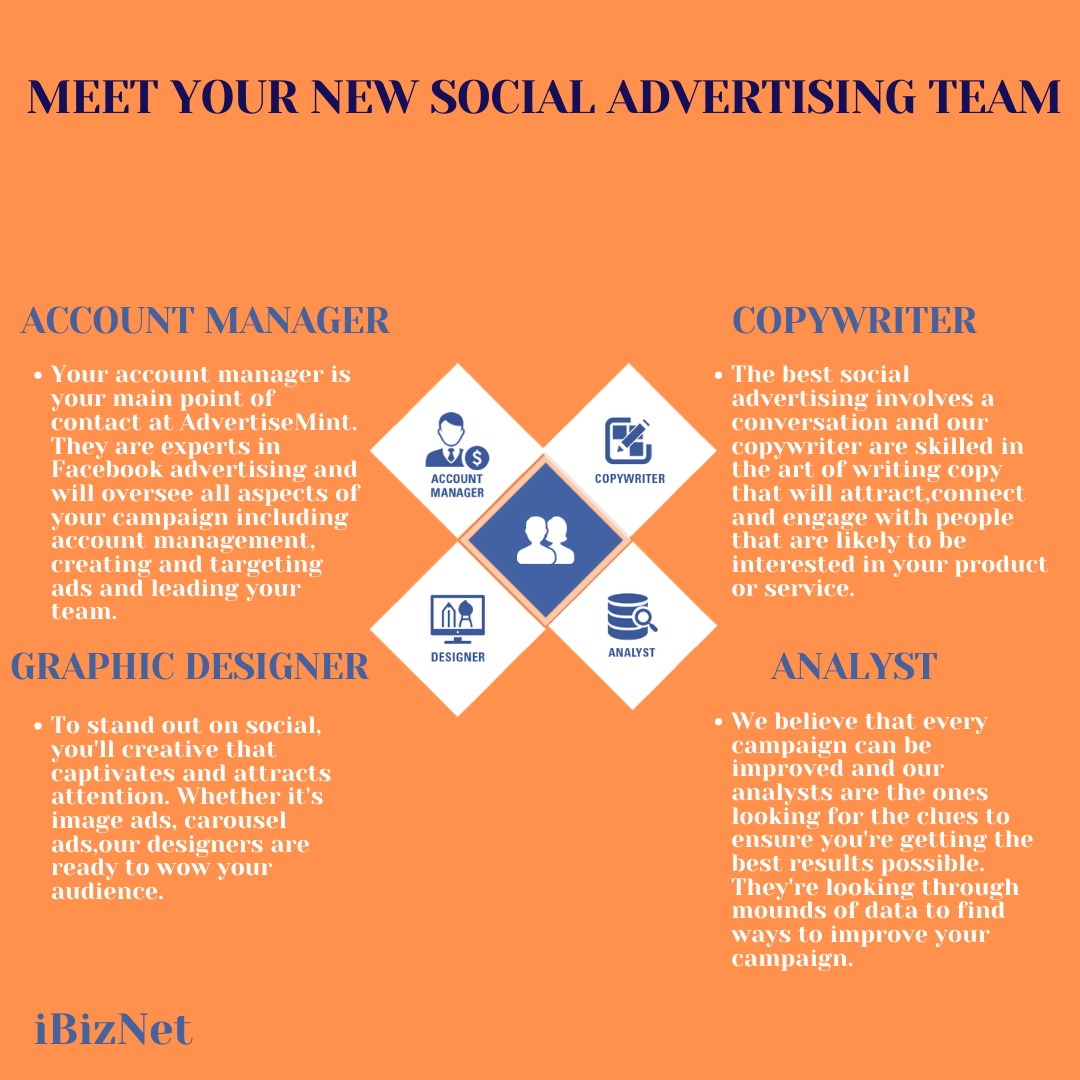 MEET YOUR NEW SOCIAL ADVERTISING TEAM
ACCOUNT MANAGER
• Your account manager is
your main point of
contact at AdvertiseMint.
They are experts in
Facebook advertising and
will oversee all aspects of
your campaign including
account management,
creating and targeting
ads and leading your
team.
COPYWRITER
• The best social
advertising involves a
conversation and our
copywriter are skilled in
the art of writing copy
that will attract,connect
and engage with people
that are likely to be
interested in your product
or service.
$
ACCOUNT
MANAGER
COPYWRITER
DESIGNER
ANALYST
GRAPHIC DESIGNER
• To stand out on social,
you'll creative that
captivates and attracts
attention. Whether it's
image ads, carousel
ads,our designers are
ready to wow your
audience.
ANALYST
• We believe that every
campaign can be
improved and our
analysts are the ones
looking for the clues to
ensure you're getting the
best results possible.
They're looking through
mounds of data to find
ways to improve your
campaign.
iBizNet